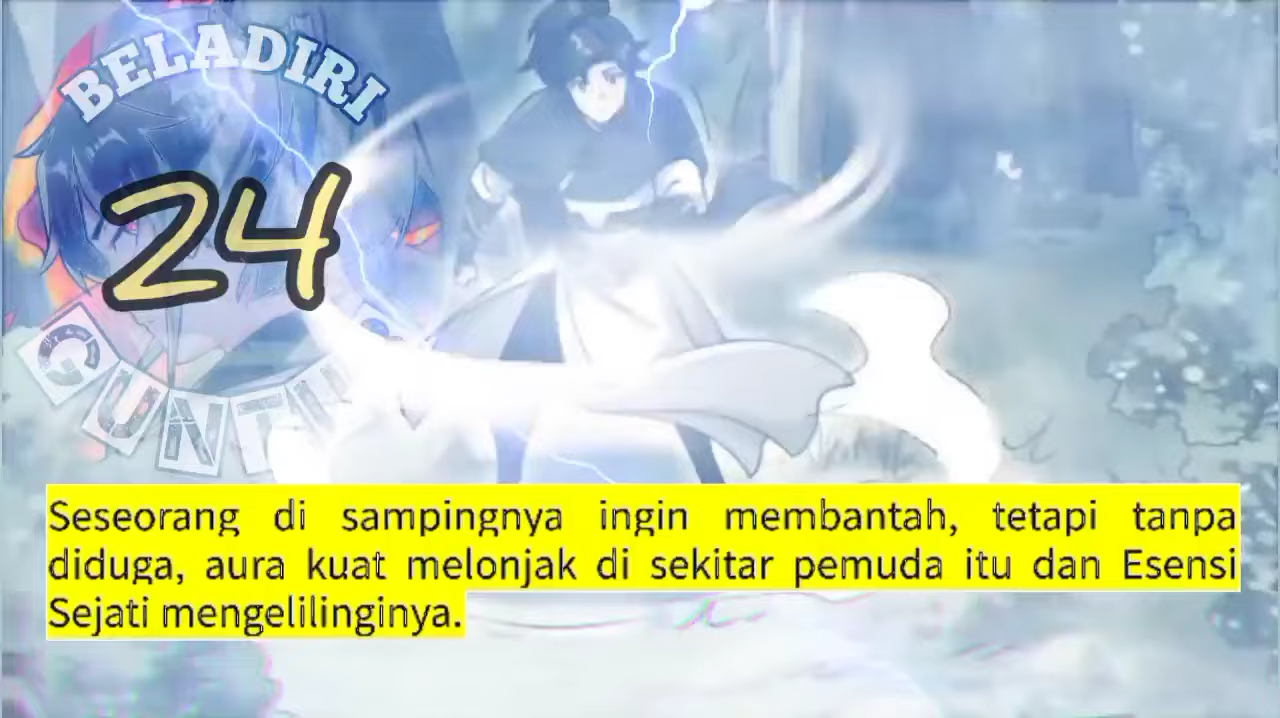 BELADIRI
24
Seseorang di sampingnya ingin membantah, tetapi tanpa
diduga, aura kuat melonjak di sekitar pemuda itu dan Esensi
Sejati mengelilinginya.